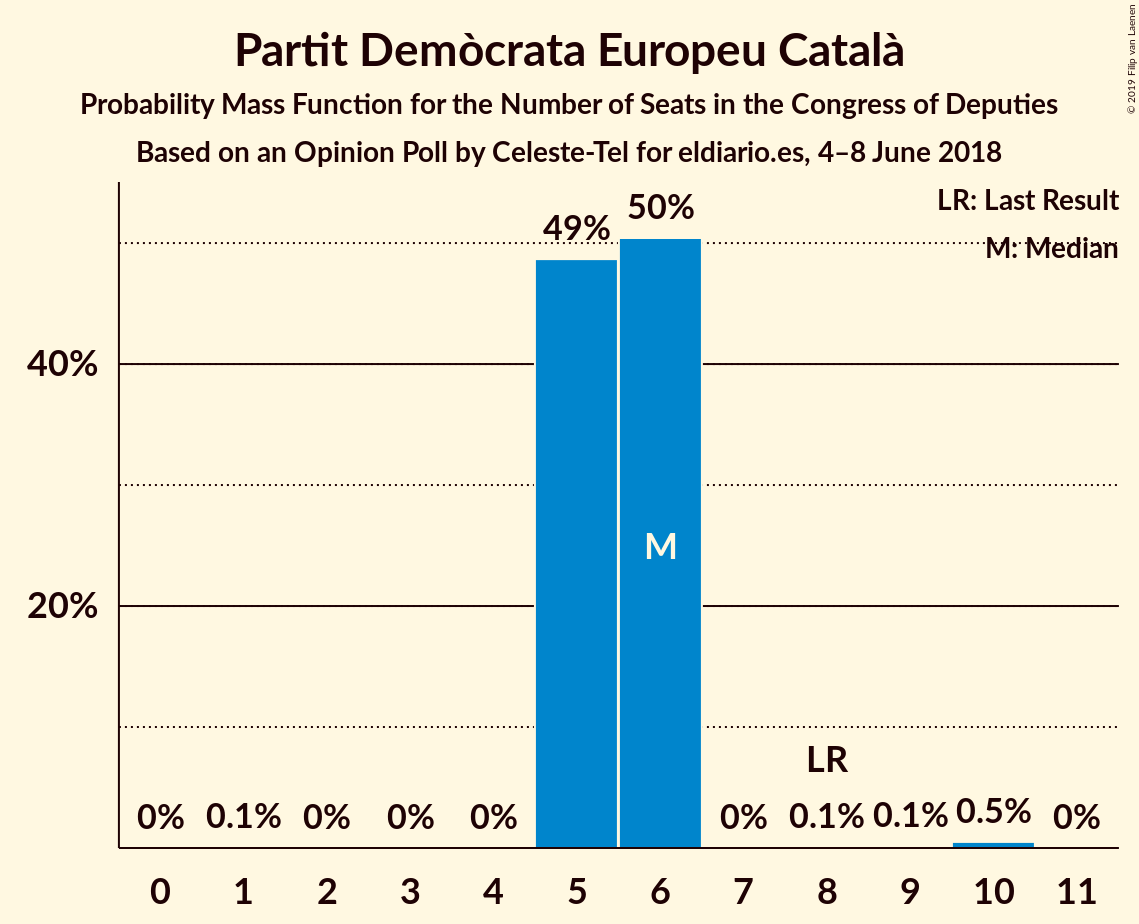 Partit Demòcrata Europeu Català
Probability Mass Function for the Number of Seats in the Congress of Deputies
Based on an Opinion Poll by Celeste-Tel for eldiario.es, 4–8 June 2018
© 2019 Filip van Laenen
LR: Last Result
M: Median
49% 50%
40%
M
20%
LR
0% 0.1% 0% 0% 0% 0% 0.1% 0.1% 0.5% 0%
0 1 2 3 4 5 6 7 8 9 10 11